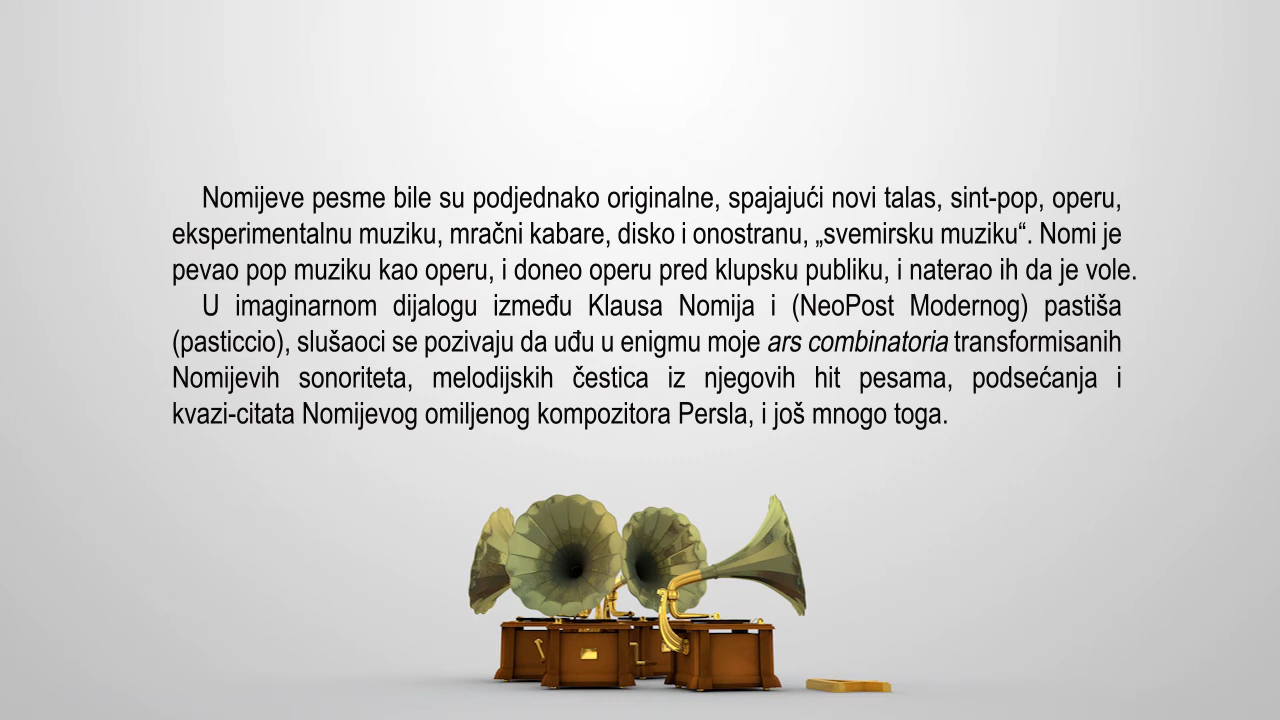 Nomijeve pesme bile su podjednako originalne, spajajući novi talas, sint-pop, operu,
eksperimentalnu muziku, mračni kabare, disko i onostranu, „svemirsku muziku“. Nomi je
pevao pop muziku kao operu, i doneo operu pred klupsku publiku, i naterao ih da je vole.
U imaginarnom dijalogu između Klausa Nomija i (NeoPost Modernog) pastiša
(pasticcio), slušaoci se pozivaju da uđu u enigmu moje ars combinatoria transformisanih
Nomijevih sonoriteta, melodijskih čestica iz njegovih hit pesama, podsećanja i
kvazi-citata Nomijevog omiljenog kompozitora Persla, i još mnogo toga.